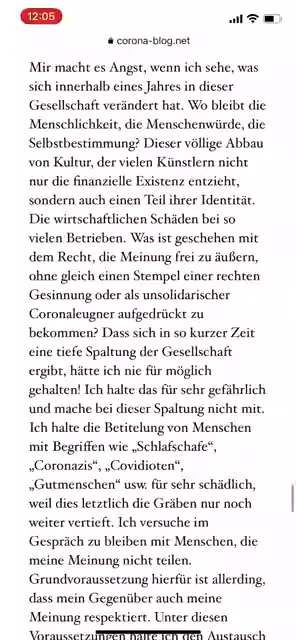 12:05
corona-blog.net
Mir macht es Angst, wenn ich sehe, was
sich innerhalb eines Jahres in dieser
Gesellschaft verändert hat. Wo bleibt die
Menschlichkeit, die Menschenwürde, die
Selbstbestimmung? Dieser völlige Abbau
von Kultur, der vielen Künstlern nicht
nur die finanzielle Existenz entzieht,
sondern auch einen Teil ihrer Identität.
Die wirtschaftlichen Schäden bei so
vielen Betrieben. Was ist geschehen mit
dem Recht, die Meinung frei zu äußern,
ohne gleich einen Stempel einer rechten
Gesinnung oder als unsolidarischer
Coronaleugner aufgedrückt zu
bekommen? Dass sich in so kurzer Zeit
eine tiefe Spaltung der Gesellschaft
ergibt, hätte ich nie für möglich
gehalten! Ich halte das für sehr gefährlich
und mache bei dieser Spaltung nicht mit.
Ich halte die Betitelung von Menschen
mit Begriffen wie „Schlafschafe“,
„Coronazis“, „Covidioten“,
„Gutmenschen“ usw. für sehr schädlich,
weil dies letztlich die Gräben nur noch
weiter vertieft. Ich versuche im
Gespräch zu bleiben mit Menschen, die
meine Meinung nicht teilen.
Grundvoraussetzung hierfür ist allerding,
dass mein Gegenüber auch meine
Meinung respektiert. Unter diesen
Voraussetzungen halte ich den Austausch